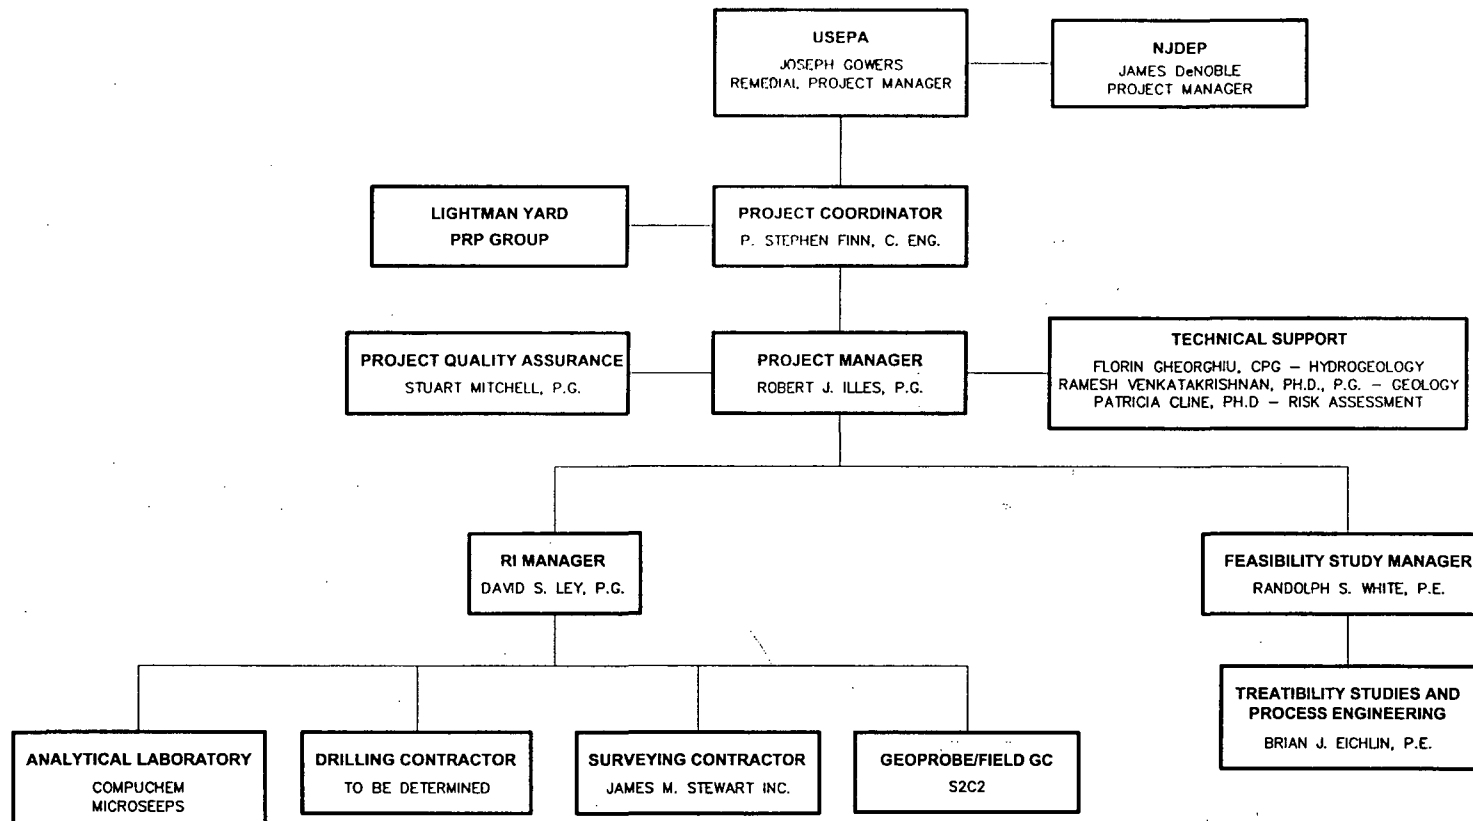 USEPA
JOSEPH GOWERS
REMEDIAL PROJECT MANAGER
NJDEP
JAMES DeNOBLE
PROJECT MANAGER
LIGHTMAN YARD
PRP GROUP
PROJECT COORDINATOR
P. STEPHEN FINN, C. ENG.
PROJECT QUALITY ASSURANCE
STUART MITCHELL, P.G.
PROJECT MANAGER
ROBERT J. ILLES, P.G.
TECHNICAL SUPPORT
FLORIN GHEORGHIU, CPG – HYDROGEOLOGY
RAMESH VENKATAKRISHNAN, PH.D., P.G. – GEOLOGY
PATRICIA CLINE, PH.D – RISK ASSESSMENT
RI MANAGER
DAVID S. LEY, P.G.
FEASIBILITY STUDY MANAGER
RANDOLPH S. WHITE, P.E.
TREATIBILITY STUDIES AND
PROCESS ENGINEERING
BRIAN J. EICHLIN, P.E.
ANALYTICAL LABORATORY
COMPUCHEM
MICROSEEPS
DRILLING CONTRACTOR
TO BE DETERMINED
SURVEYING CONTRACTOR
JAMES M. STEWART INC.
GEOPROBE/FIELD GC
S2C2